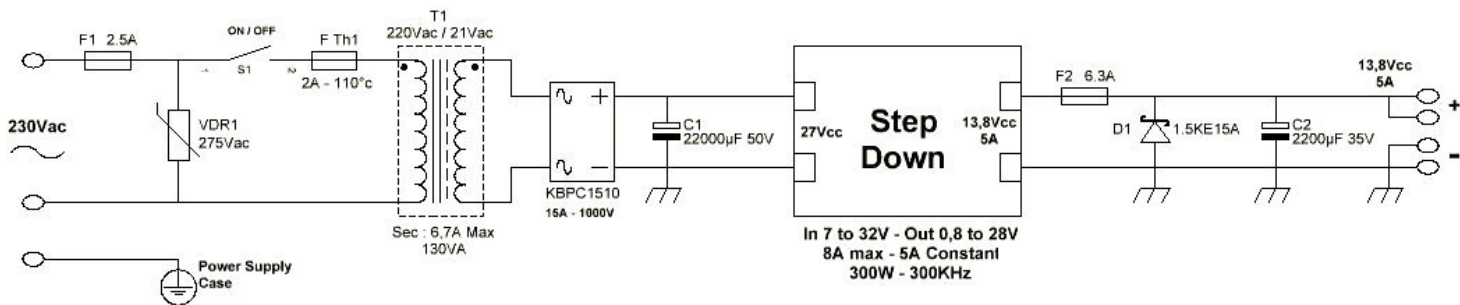 F1 2.5A
ON / OFF
1
S1
2
F Th1
2A - 110°c
T1
220Vac / 21Vac
230Vac
VDR1
275Vac
Sec : 6,7A Max
130VA
Power Supply
Case
KBPC1510
15A - 1000V
C1
22000µF 50V
27Vcc
Step
Down
13,8Vcc
5A
In 7 to 32V - Out 0,8 to 28V
8A max - 5A Constant
300W - 300KHz
F2 6.3A
D1
1.5KE15A
C2
2200µF 35V
13,8Vcc
5A
+
-